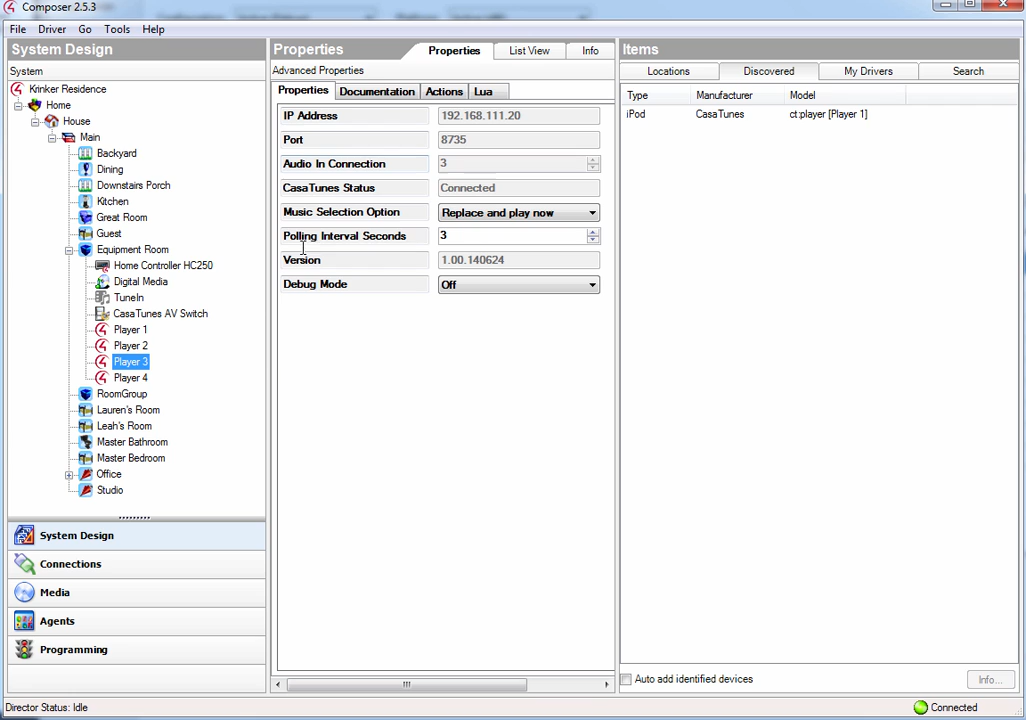 Composer 2.5.3
File Driver Go Tools Help
System Design
System
Krinker Residence
Home
House
Main
Backyard
Dining
Downstairs Porch
Kitchen
Great Room
Guest
Equipment Room
Home Controller HC250
Digital Media
TuneIn
CasaTunes AV Switch
Player 1
Player 2
Player 3
Player 4
RoomGroup
Lauren's Room
Leah's Room
Master Bathroom
Master Bedroom
Office
Studio
System Design
Connections
Media
Agents
Programming
Properties
Properties List View Info
Advanced Properties
Properties Documentation Actions Lua
IP Address 192.168.111.20
Port 8735
Audio In Connection 3
CasaTunes Status Connected
Music Selection Option Replace and play now
Polling Interval Seconds 3
Version 1.00.140624
Debug Mode Off
Items
Locations Discovered My Drivers Search
Type Manufacturer Model
iPod CasaTunes ct:player [Player 1]
Auto add identified devices Info...
Director Status: Idle Connected